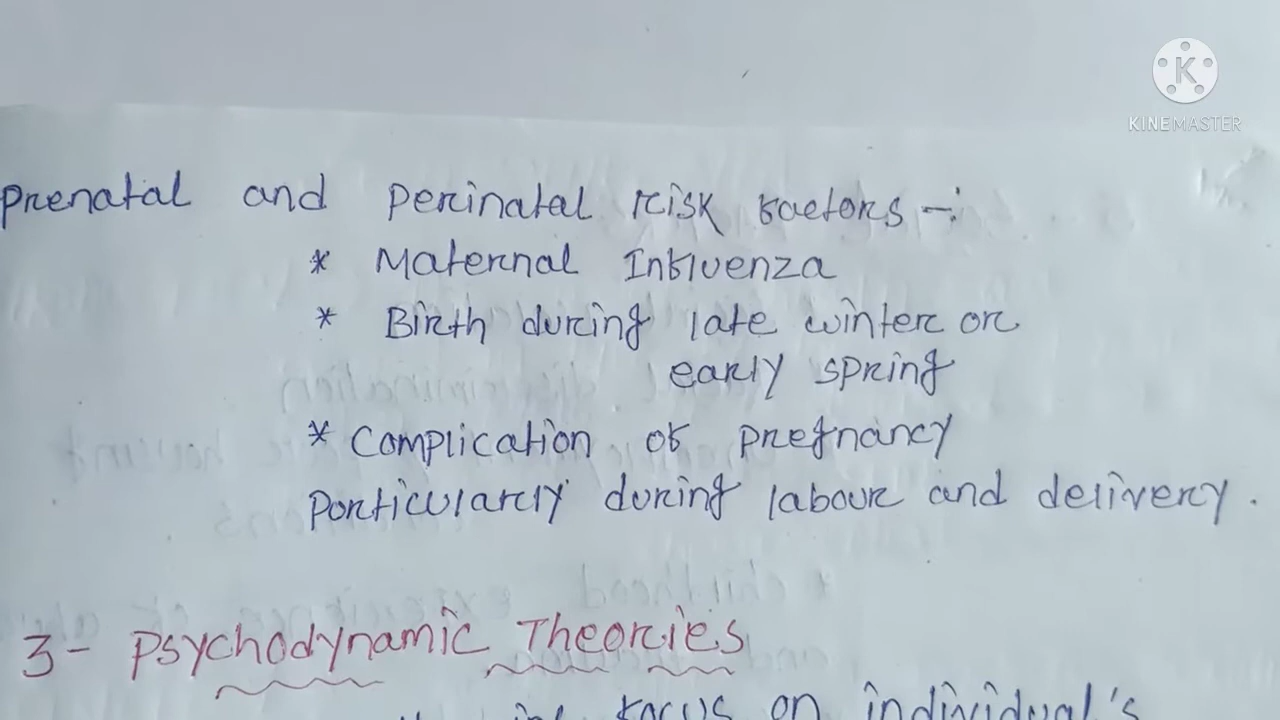 K
KINEMASTER
Prenatal and perinatal risk factors -:
* Maternal Influenza
* Birth during late winter or
early spring
* Complication of pregnancy
Porticularly during labour and delivery.
3- Psychodynamic Theories
focus on individual's